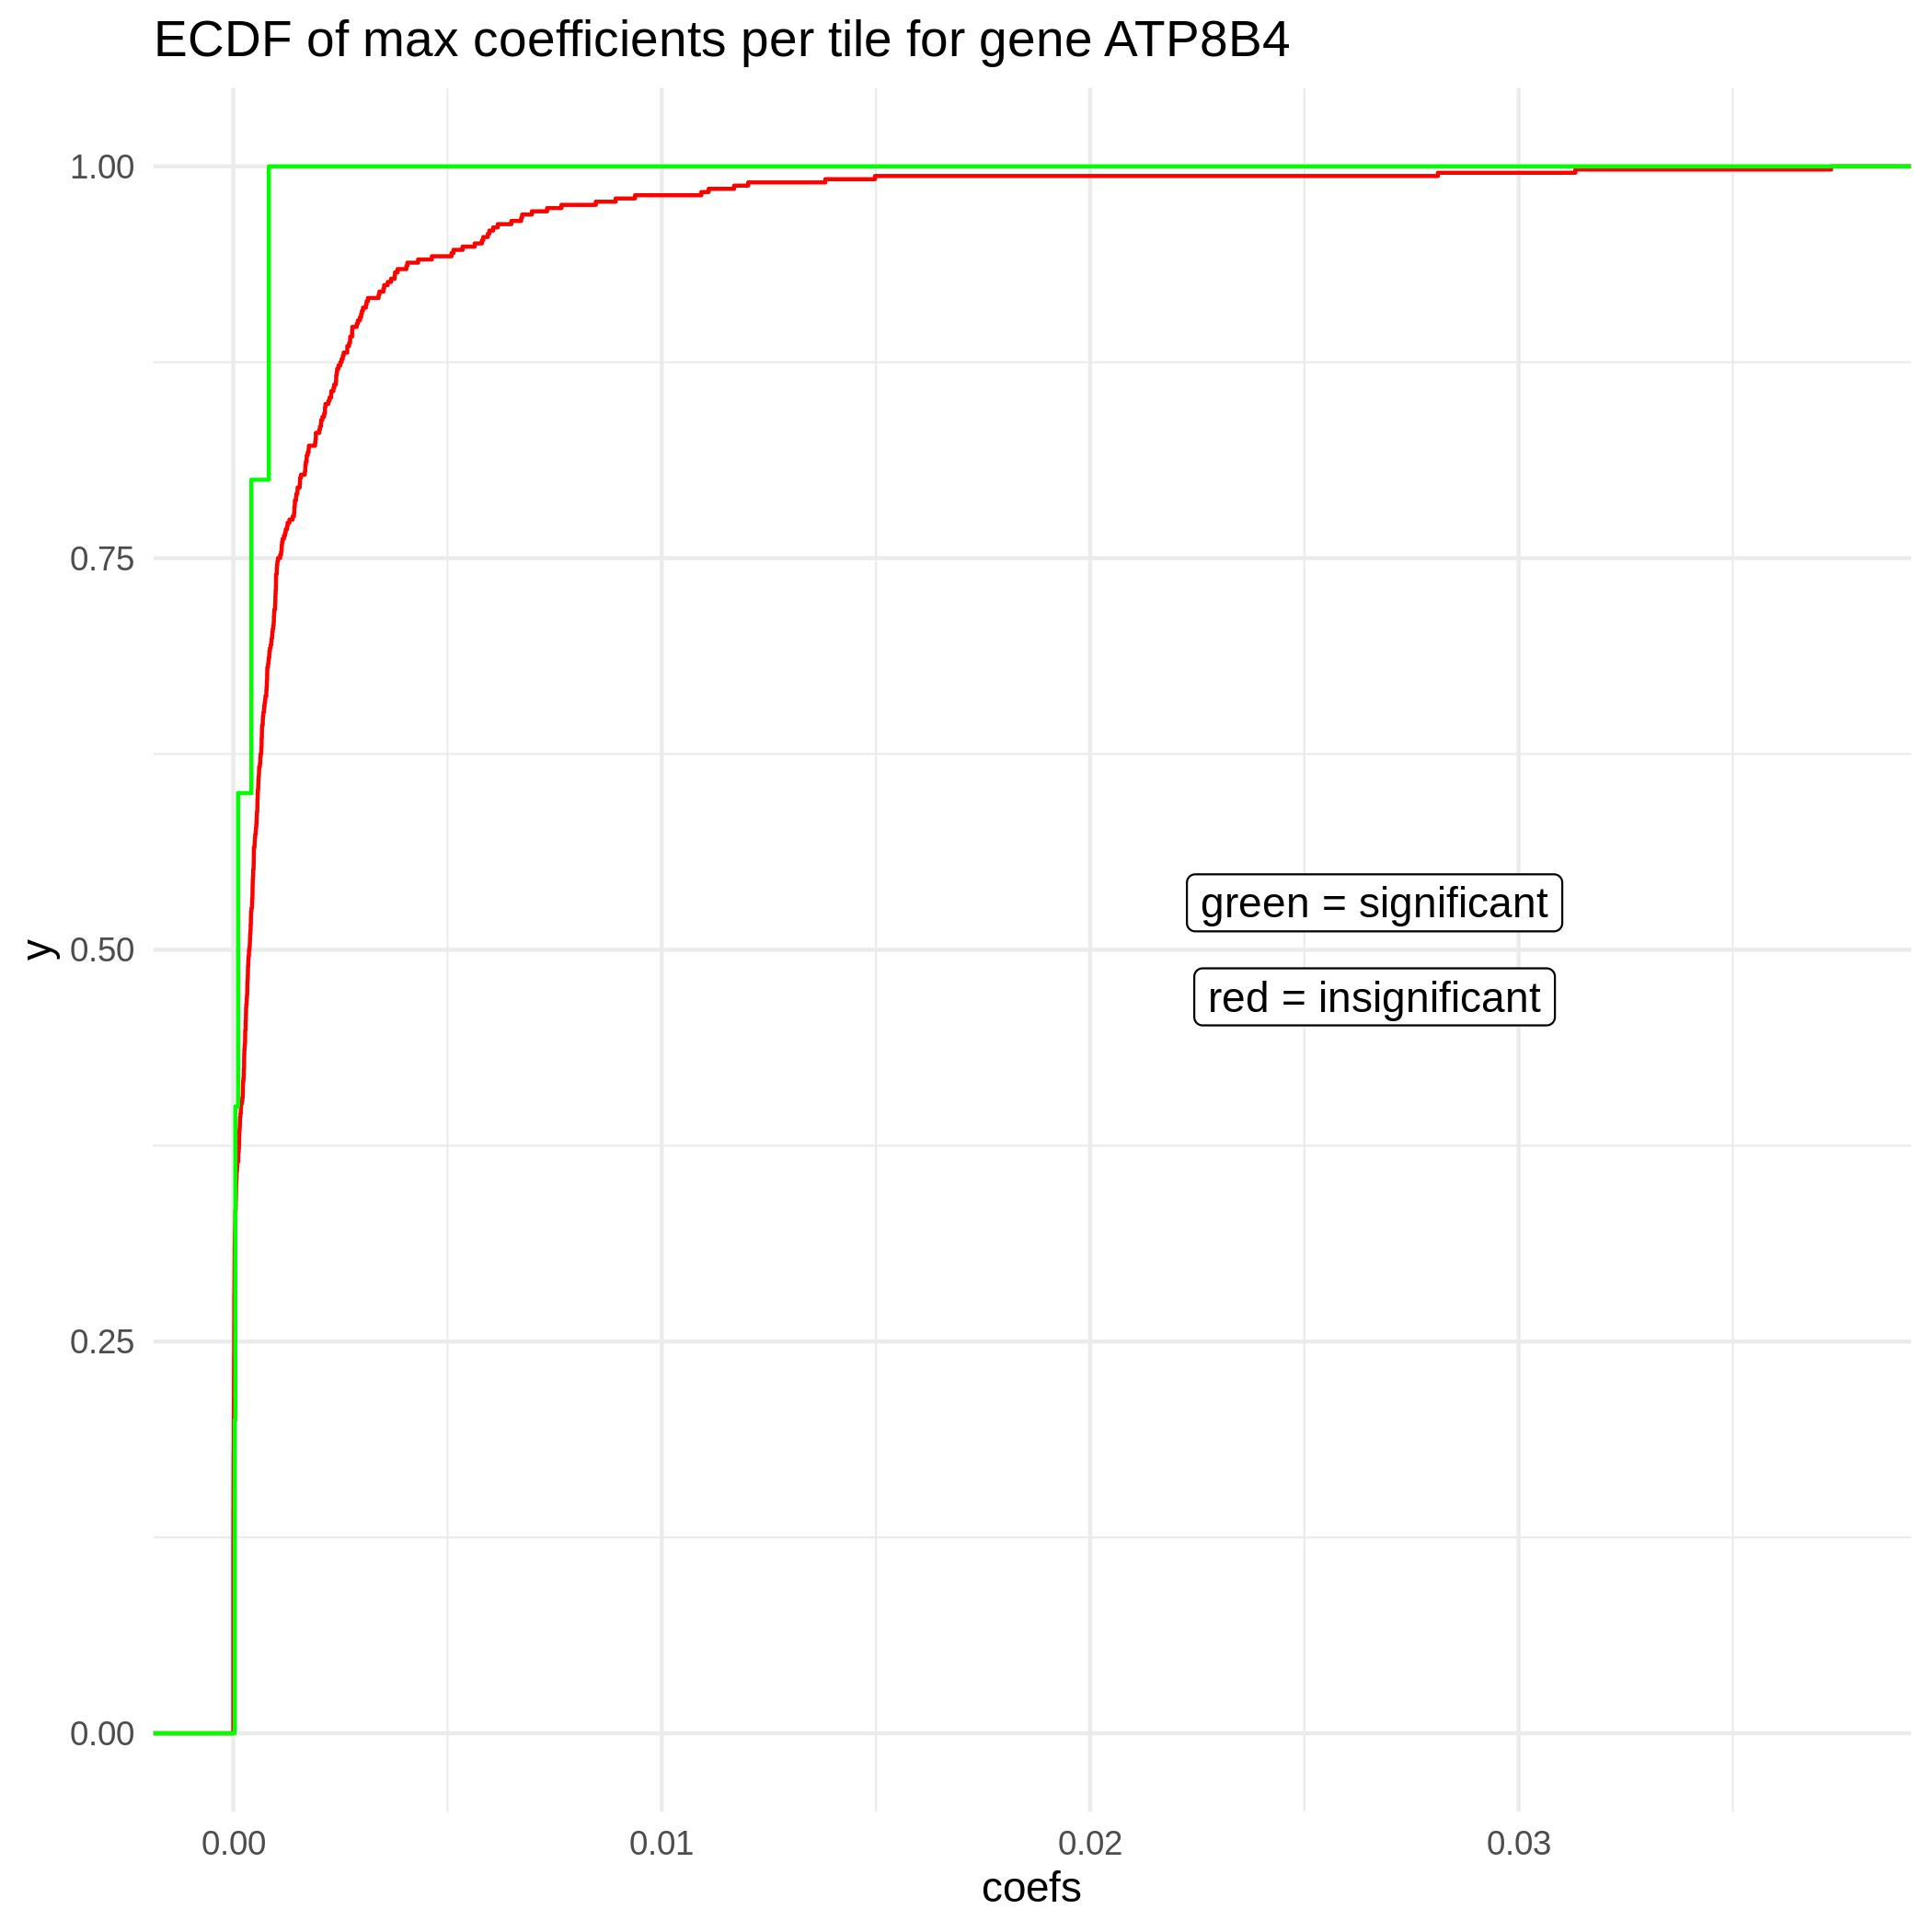 ECDF of max coefficients per tile for gene ATP8B4
1.00
0.75
0.50
0.25
0.00
y
green = significant
red = insignificant
0.00 0.01 0.02 0.03
coefs